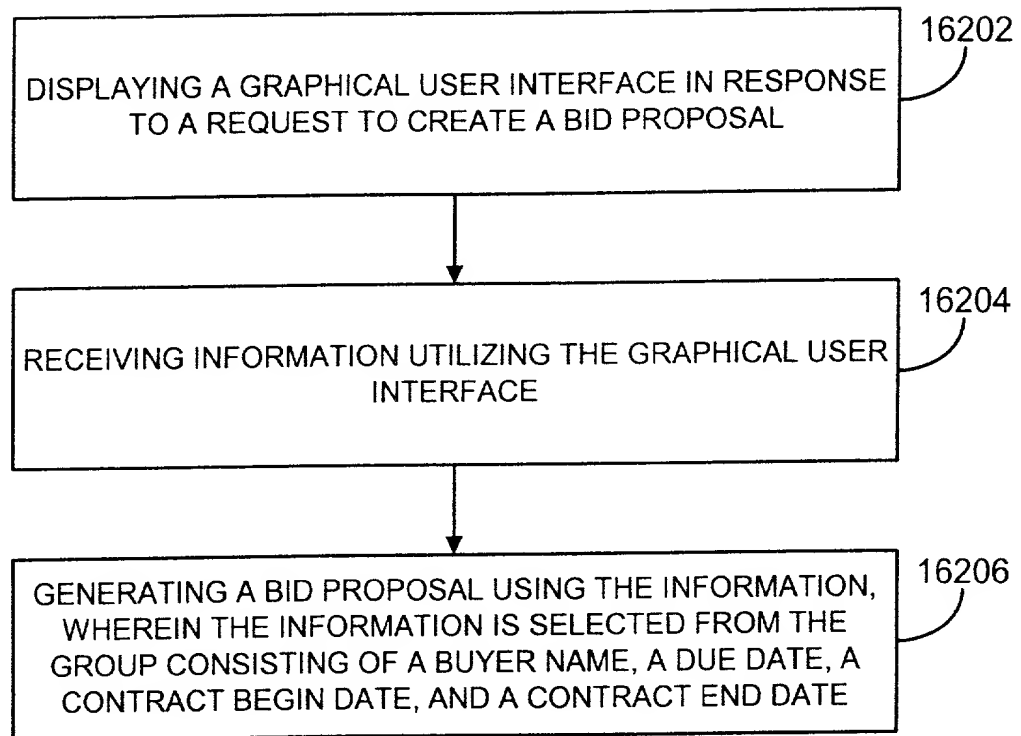 16202
DISPLAYING A GRAPHICAL USER INTERFACE IN RESPONSE
TO A REQUEST TO CREATE A BID PROPOSAL
16204
RECEIVING INFORMATION UTILIZING THE GRAPHICAL USER
INTERFACE
16206
GENERATING A BID PROPOSAL USING THE INFORMATION,
WHEREIN THE INFORMATION IS SELECTED FROM THE
GROUP CONSISTING OF A BUYER NAME, A DUE DATE, A
CONTRACT BEGIN DATE, AND A CONTRACT END DATE